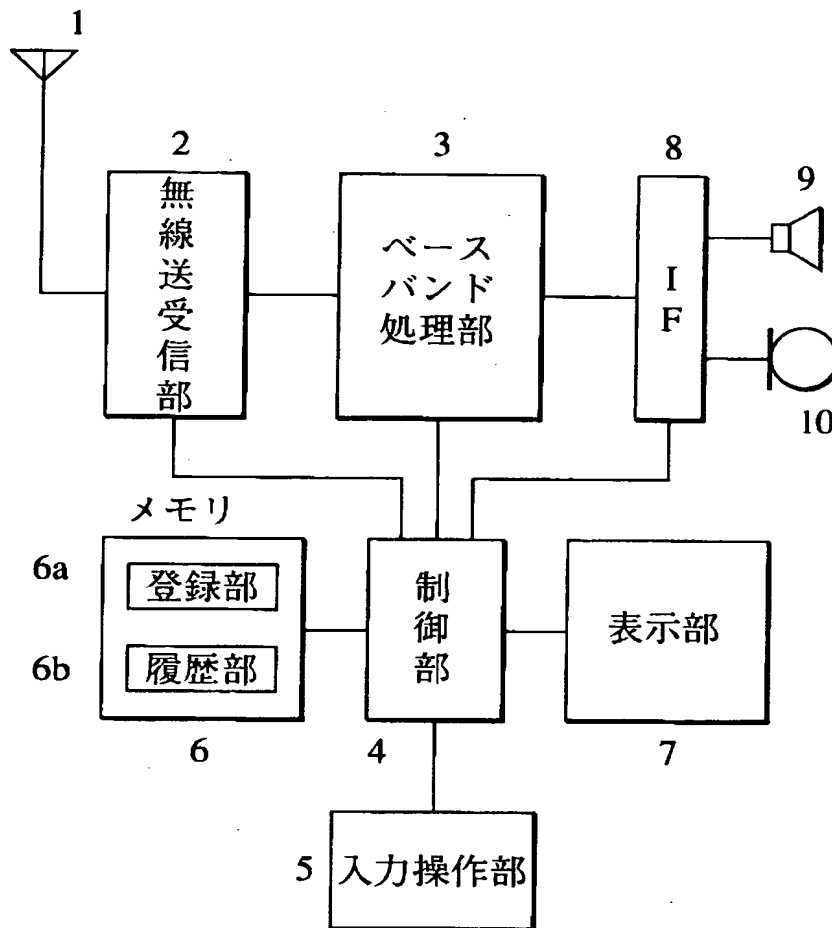 1
2
3
8
9
無線送受信部
ベース
バンド
処理部
IF
10
メモリ
6a
登録部
6b
履歴部
制御部
表示部
6
4
7
5
入力操作部